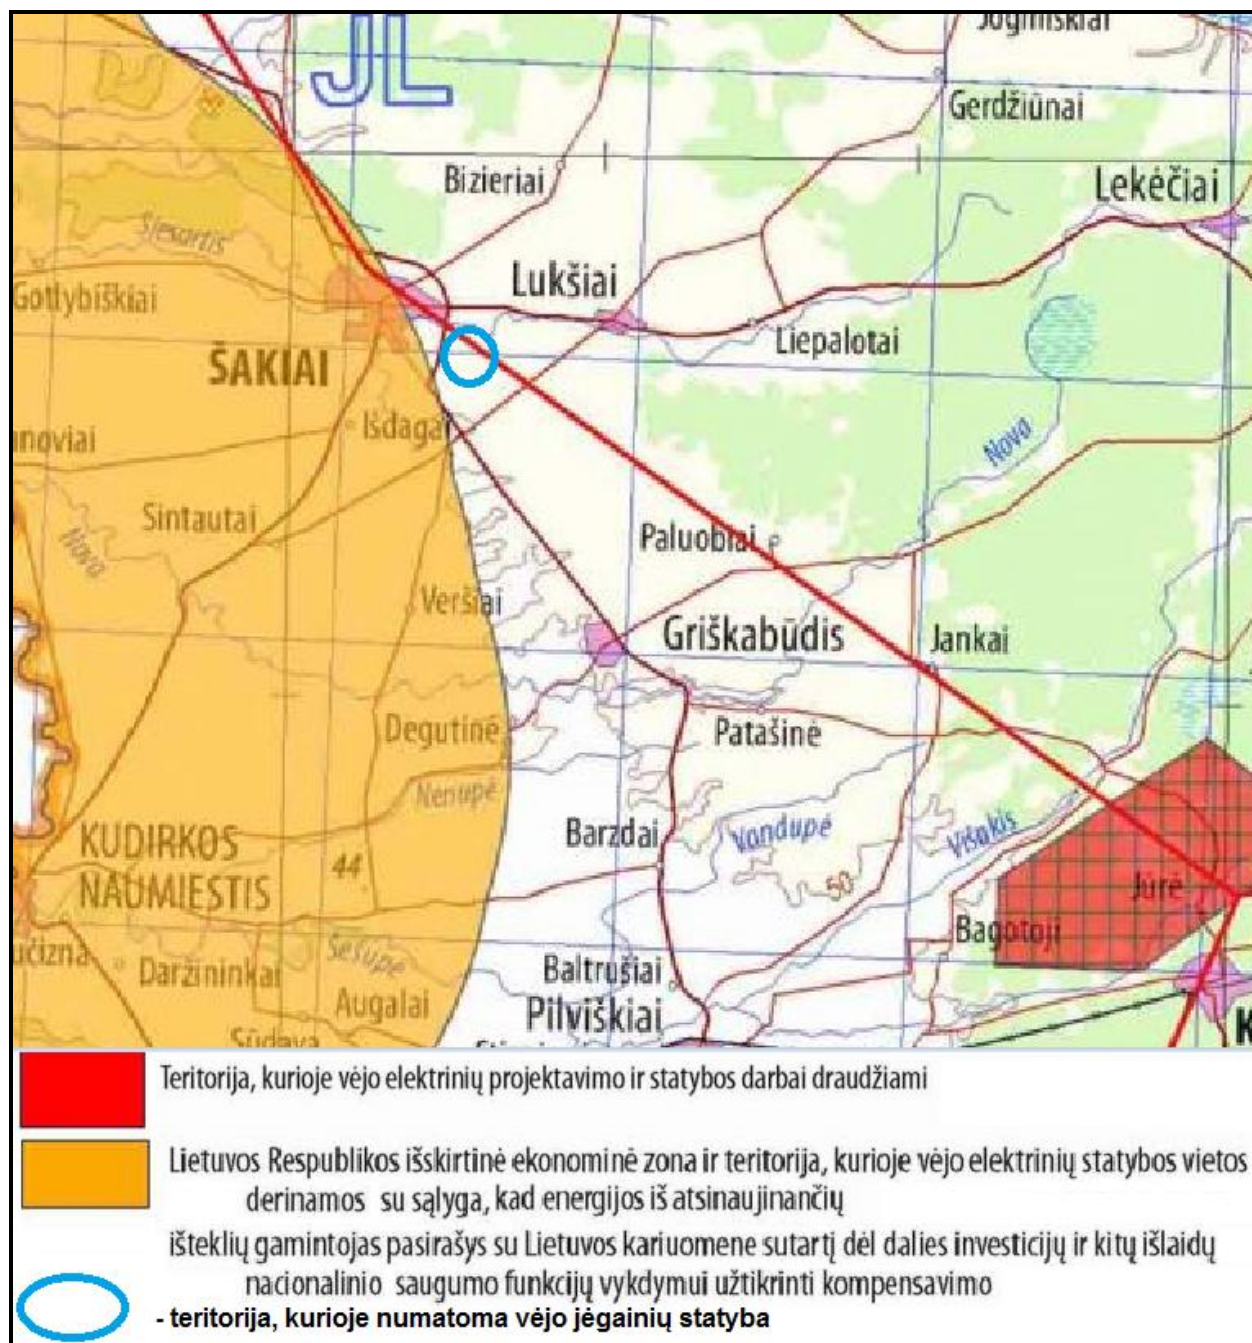 Joginiškiai
JL
Gerdžiūnai
Bizieriai
Lekėčiai
Siesartis
Lukšiai
Gotlybiškiai
Liepalotai
ŠAKIAI
Išdagai
Nova
Sintautai
Paluobiai
Nova
Veršiai
Griškabūdis
Jankai
Degutinė
Patašinė
Nenupė
Barzdai
Vandupė
Višakis
KUDIRKOS
NAUMIESTIS
44
50
Jūrė
Bagotoji
Daržininkai
Šešupė
Baltrušiai
Augalai
Pilviškiai
K
Teritorija, kurioje vėjo elektrinių projektavimo ir statybos darbai draudžiami
Lietuvos Respublikos išskirtinė ekonominė zona ir teritorija, kurioje vėjo elektrinių statybos vietos
derinamos su sąlyga, kad energijos iš atsinaujinančių
išteklių gamintojas pasirašys su Lietuvos kariuomene sutartį dėl dalies investicijų ir kitų išlaidų
nacionalinio saugumo funkcijų vykdymui užtikrinti kompensavimo
- teritorija, kurioje numatoma vėjo jėgainių statyba